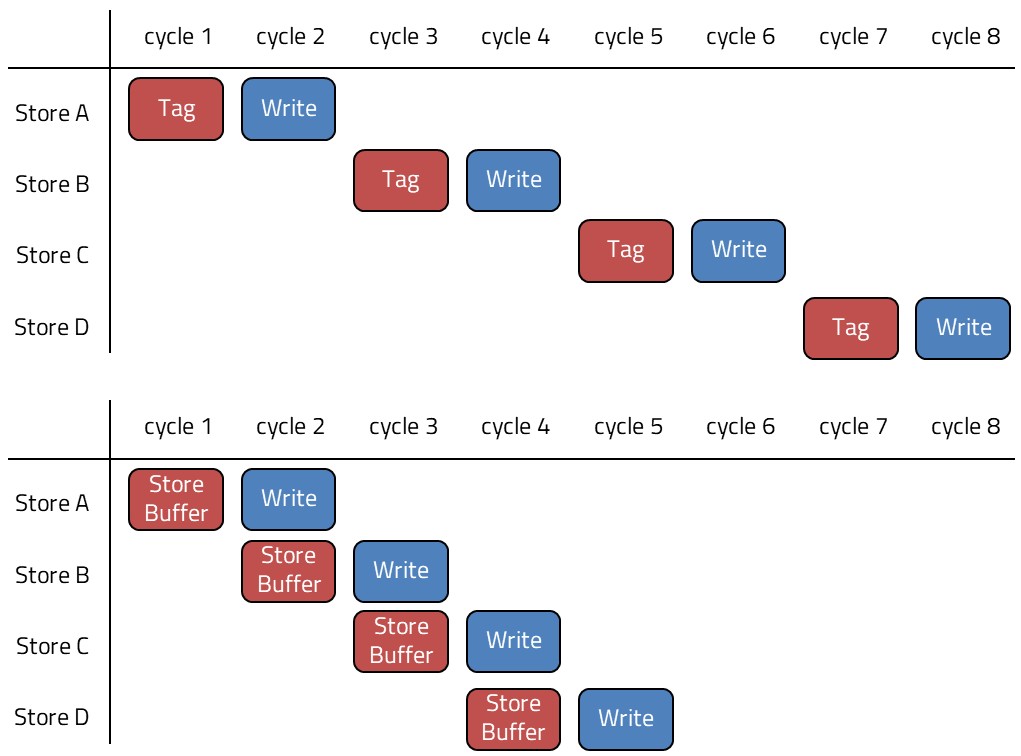 cycle 1 cycle 2 cycle 3 cycle 4 cycle 5 cycle 6 cycle 7 cycle 8
Store A Tag Write
Store B Tag Write
Store C Tag Write
Store D Tag Write
cycle 1 cycle 2 cycle 3 cycle 4 cycle 5 cycle 6 cycle 7 cycle 8
Store A Store Buffer Write
Store B Store Buffer Write
Store C Store Buffer Write
Store D Store Buffer Write